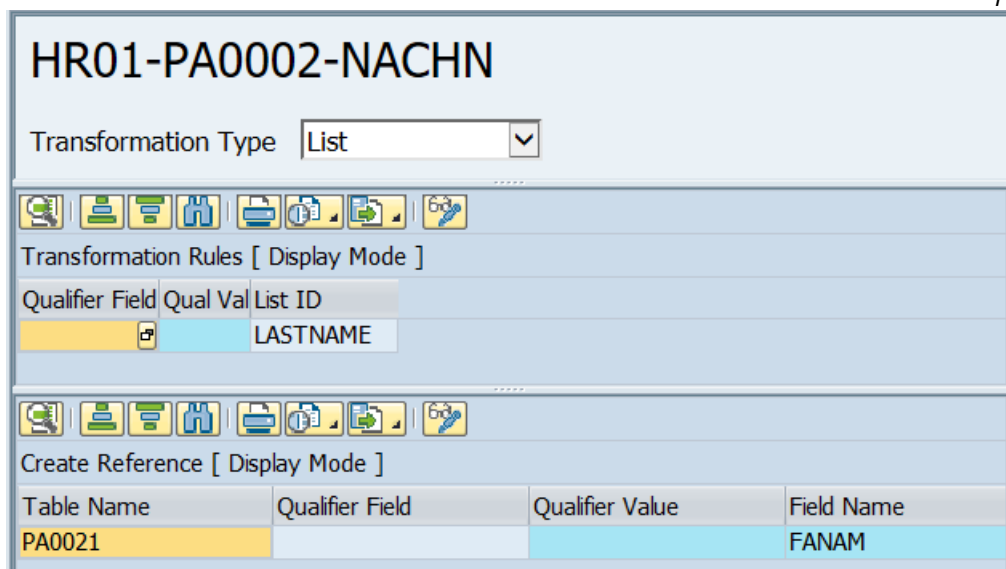 HR01-PA0002-NACHN
Transformation Type List
Transformation Rules [ Display Mode ]
Qualifier Field Qual Val List ID
LASTNAME
Create Reference [ Display Mode ]
Table Name Qualifier Field Qualifier Value Field Name
PA0021 FANAM